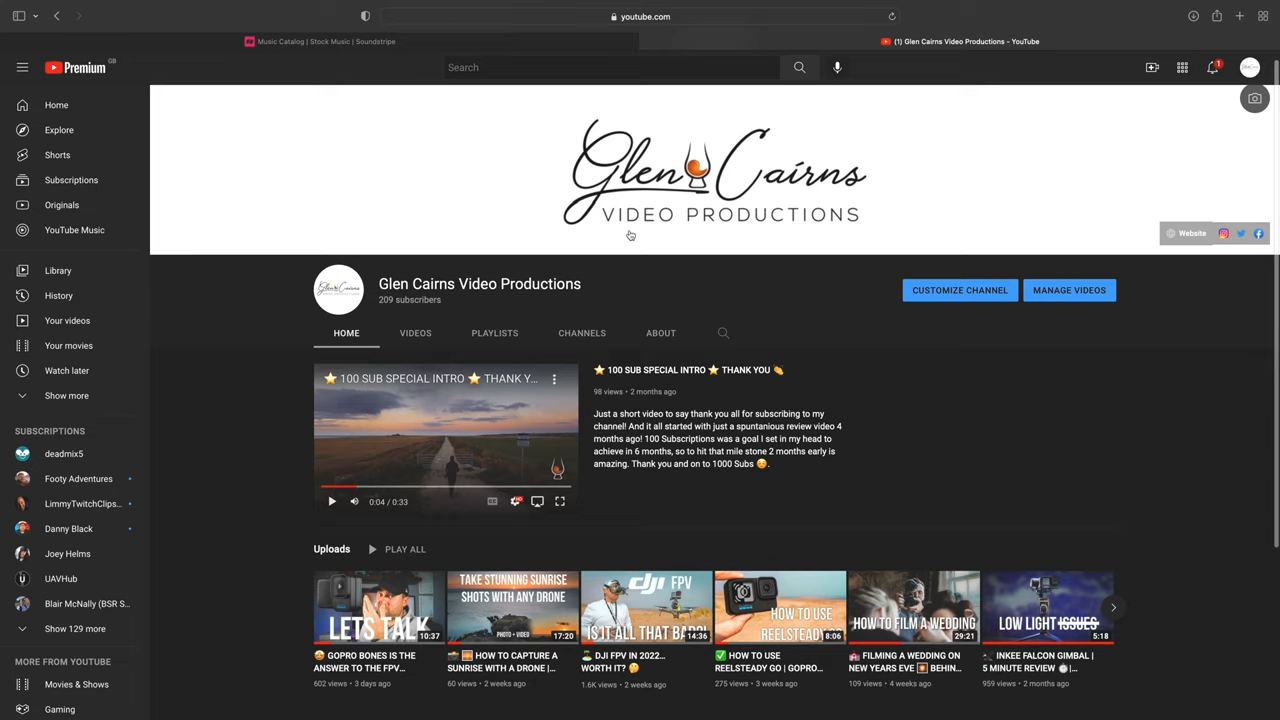 youtube.com
Music Catalog | Stock Music | Soundstripe
(1) Glen Cairns Video Productions - YouTube
Premium GB
Search
1
Home
Explore
Shorts
Subscriptions
Originals
YouTube Music
Library
History
Your videos
Your movies
Watch later
Show more
SUBSCRIPTIONS
deadmix5
Footy Adventures
LimmyTwitchClips...
Danny Black
Joey Helms
UAVHub
Blair McNally (BSR S...
Show 129 more
MORE FROM YOUTUBE
Movies & Shows
Gaming
Glen Cairns
VIDEO PRODUCTIONS
Website
Glen Cairns Video Productions
209 subscribers
CUSTOMIZE CHANNEL
MANAGE VIDEOS
HOME
VIDEOS
PLAYLISTS
CHANNELS
ABOUT
⭐ 100 SUB SPECIAL INTRO ⭐ THANK Y...
0:04 / 0:33
CC
HD
⭐ 100 SUB SPECIAL INTRO ⭐ THANK YOU 👏
98 views • 2 months ago
Just a short video to say thank you all for subscribing to my
channel! And it all started with just a spuntanious review video 4
months ago! 100 Subscriptions was a goal I set in my head to
achieve in 6 months, so to hit that mile stone 2 months early is
amazing. Thank you and on to 1000 Subs 🥰.
Uploads
PLAY ALL
LETS TALK
10:37
GOPRO BONES IS THE
ANSWER TO THE FPV...
602 views • 3 days ago
TAKE STUNNING SUNRISE
SHOTS WITH ANY DRONE
PHOTO + VIDEO
17:20
HOW TO CAPTURE A
SUNRISE WITH A DRONE |...
60 views • 2 weeks ago
dji FPV
IS IT ALL THAT BAD?
14:36
DJI FPV IN 2022...
WORTH IT? 🤔
1.6K views • 2 weeks ago
HOW TO USE
REELSTEADY GO
8:06
✅ HOW TO USE
REELSTEADY GO | GOPRO...
275 views • 3 weeks ago
HOW TO FILM A WEDDING
29:21
FILMING A WEDDING ON
NEW YEARS EVE 🎆 BEHIN...
109 views • 4 weeks ago
LOW LIGHT ISSUES
5:18
INKEE FALCON GIMBAL |
5 MINUTE REVIEW ⏱️|...
959 views • 2 months ago